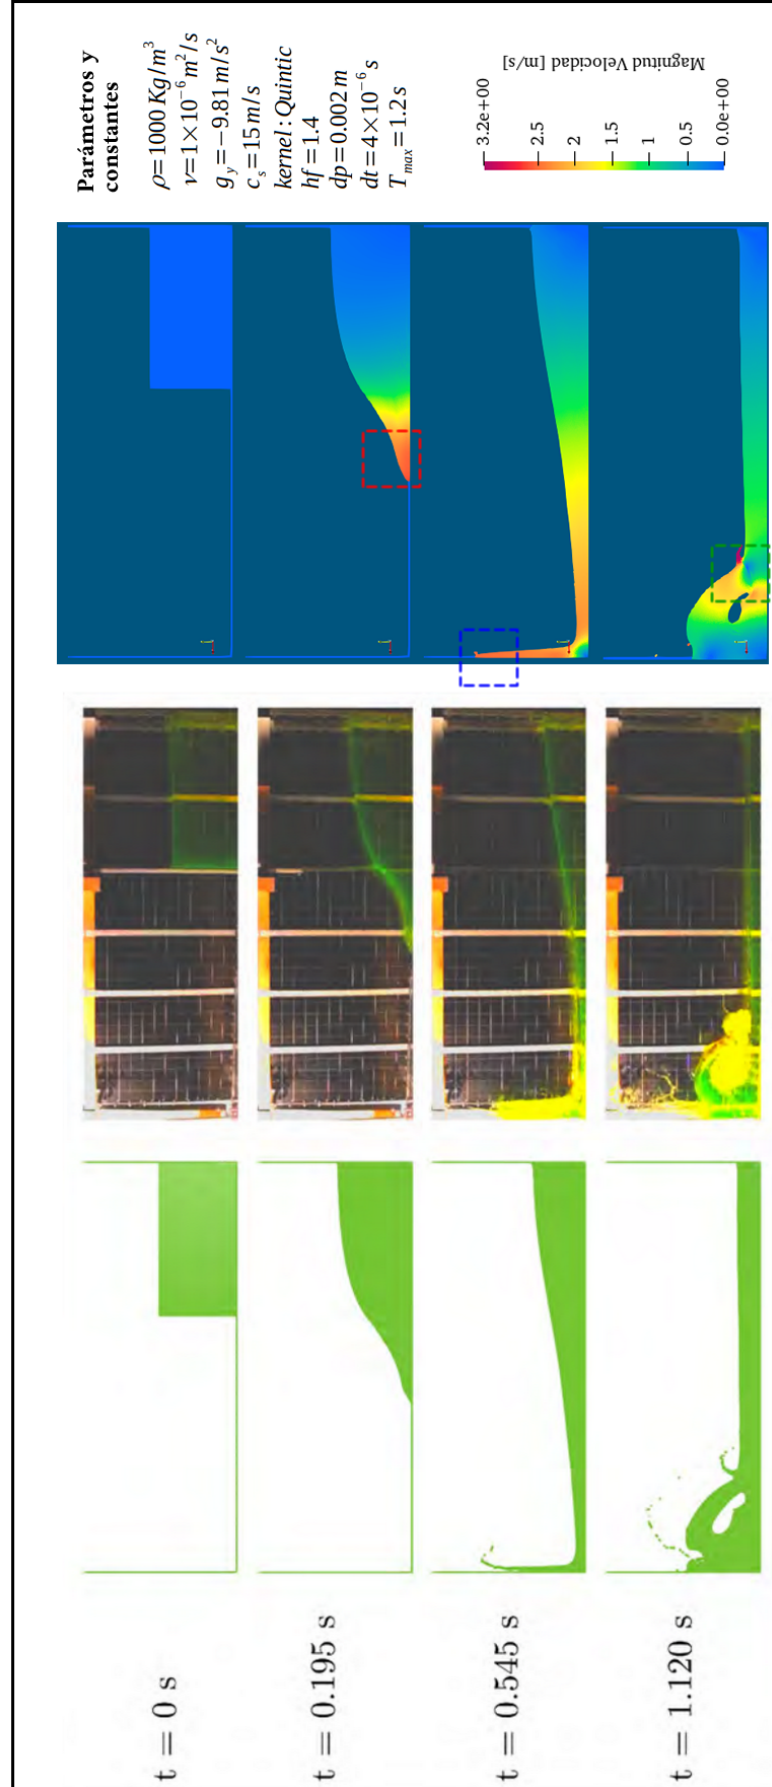 Parámetros y
constantes
ρ=1000 Kg/m³
ν=1×10⁻⁶ m²/s
g_y=−9.81 m/s²
c_s=15 m/s
kernel: Quintic
hf=1.4
dp=0.002 m
dt=4×10⁻⁶ s
T_max=1.2 s
3.2e+00
2.5
2
1.5
1
0.5
0.0e+00
Magnitud Velocidad [m/s]
t = 0 s
t = 0.195 s
t = 0.545 s
t = 1.120 s